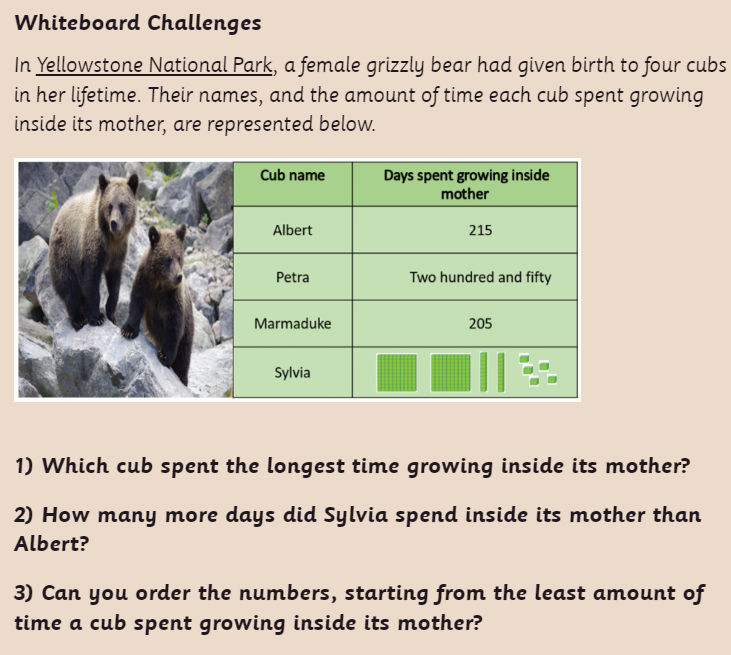 Whiteboard Challenges
In Yellowstone National Park, a female grizzly bear had given birth to four cubs
in her lifetime. Their names, and the amount of time each cub spent growing
inside its mother, are represented below.
Cub name
Days spent growing inside
mother
Albert
215
Petra
Two hundred and fifty
Marmaduke
205
Sylvia
1) Which cub spent the longest time growing inside its mother?
2) How many more days did Sylvia spend inside its mother than
Albert?
3) Can you order the numbers, starting from the least amount of
time a cub spent growing inside its mother?